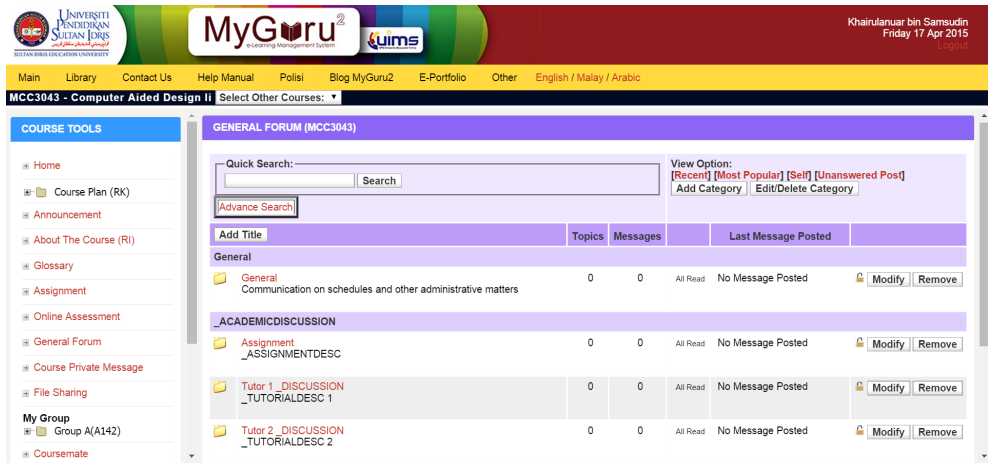 UNIVERSITI
PENDIDIKAN
SULTAN IDRIS
SULTAN IDRIS EDUCATION UNIVERSITY
MyGuru2
e-Learning Management System
uims
Khairulanuar bin Samsudin
Friday 17 Apr 2015
Logout
Main Library Contact Us Help Manual Polisi Blog MyGuru2 E-Portfolio Other English / Malay / Arabic
MCC3043 - Computer Aided Design Ii Select Other Courses:
COURSE TOOLS
Home
Course Plan (RK)
Announcement
About The Course (RI)
Glossary
Assignment
Online Assessment
General Forum
Course Private Message
File Sharing
My Group
Group A(A142)
Coursemate
GENERAL FORUM (MCC3043)
Quick Search:
Search
Advance Search
View Option:
[Recent] [Most Popular] [Self] [Unanswered Post]
Add Category Edit/Delete Category
Add Title Topics Messages Last Message Posted
General
General 0 0 All Read No Message Posted Modify Remove
Communication on schedules and other administrative matters
_ACADEMICDISCUSSION
Assignment 0 0 All Read No Message Posted Modify Remove
_ASSIGNMENTDESC
Tutor 1 _DISCUSSION 0 0 All Read No Message Posted Modify Remove
_TUTORIALDESC 1
Tutor 2 _DISCUSSION 0 0 All Read No Message Posted Modify Remove
_TUTORIALDESC 2